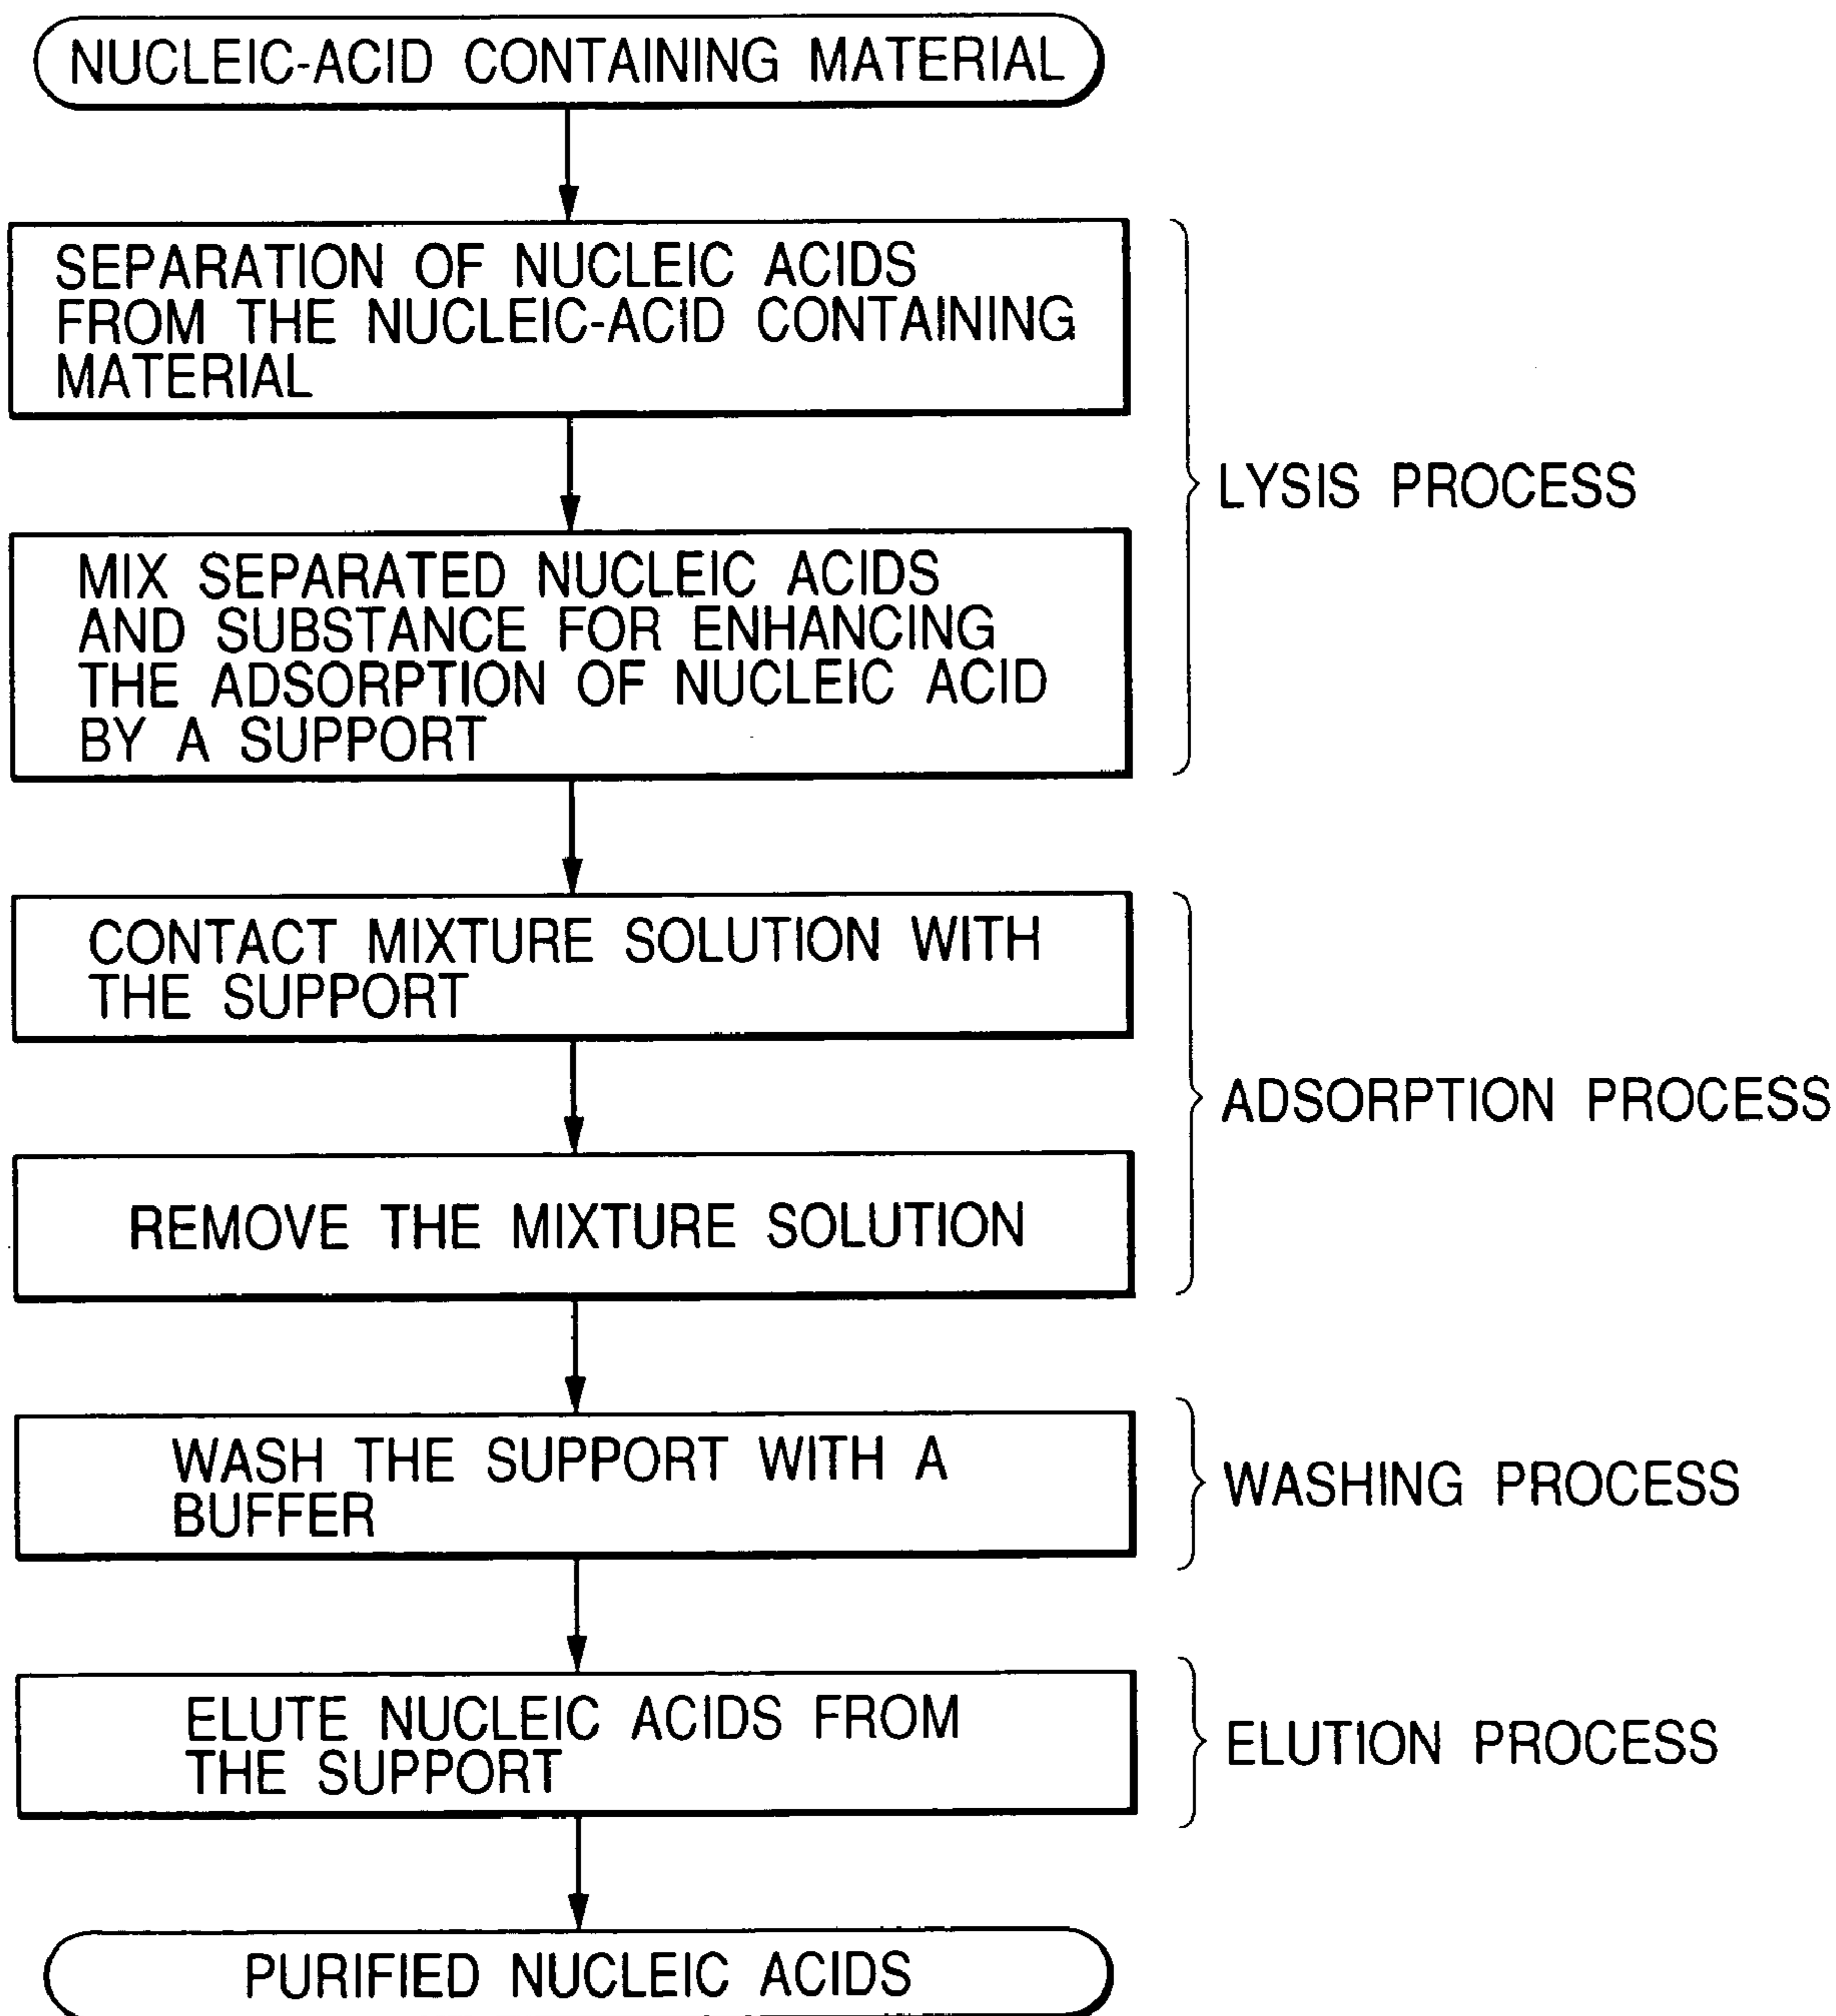 NUCLEIC-ACID CONTAINING MATERIAL
SEPARATION OF NUCLEIC ACIDS
FROM THE NUCLEIC-ACID CONTAINING
MATERIAL
LYSIS PROCESS
MIX SEPARATED NUCLEIC ACIDS
AND SUBSTANCE FOR ENHANCING
THE ADSORPTION OF NUCLEIC ACID
BY A SUPPORT
CONTACT MIXTURE SOLUTION WITH
THE SUPPORT
ADSORPTION PROCESS
REMOVE THE MIXTURE SOLUTION
WASH THE SUPPORT WITH A
BUFFER
WASHING PROCESS
ELUTE NUCLEIC ACIDS FROM
THE SUPPORT
ELUTION PROCESS
PURIFIED NUCLEIC ACIDS